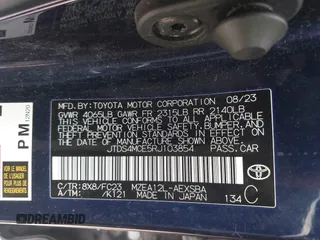 MFD. BY: TOYOTA MOTOR CORPORATION 08/23
GVWR 4065LB GAWR FR 2315LB RR 2140LB
THIS VEHICLE CONFORMS TO ALL APPLICABLE
FEDERAL MOTOR VEHICLE SAFETY, BUMPER, AND
THEFT PREVENTION STANDARDS IN EFFECT ON
THE DATE OF MANUFACTURE SHOWN ABOVE.
JTDS4MCE5RJ103854 PASS.CAR
C/TR: 8X8/FC23 MZEA12L-AEXSBA
A/TM: /K121 MADE IN JAPAN 134 C
TOYOTA
PM
DREAMBID